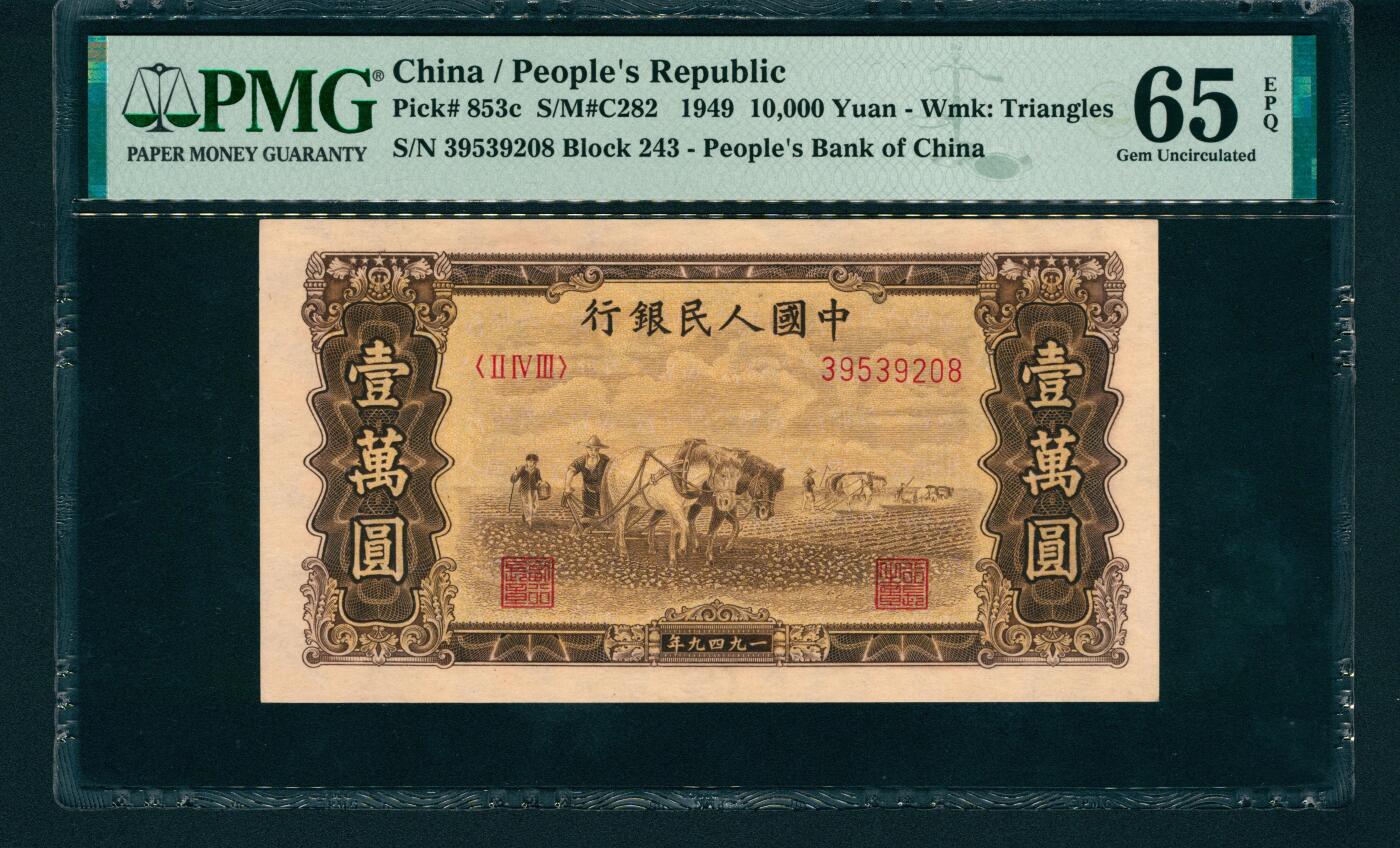 PMG®
PAPER MONEY GUARANTY
China / People's Republic
Pick# 853c S/M#C282 1949 10,000 Yuan - Wmk: Triangles
S/N 39539208 Block 243 - People's Bank of China
65 EPQ
Gem Uncirculated
中國人民銀行
〈II IV III〉 39539208
壹萬圓
壹萬圓
一九四九年